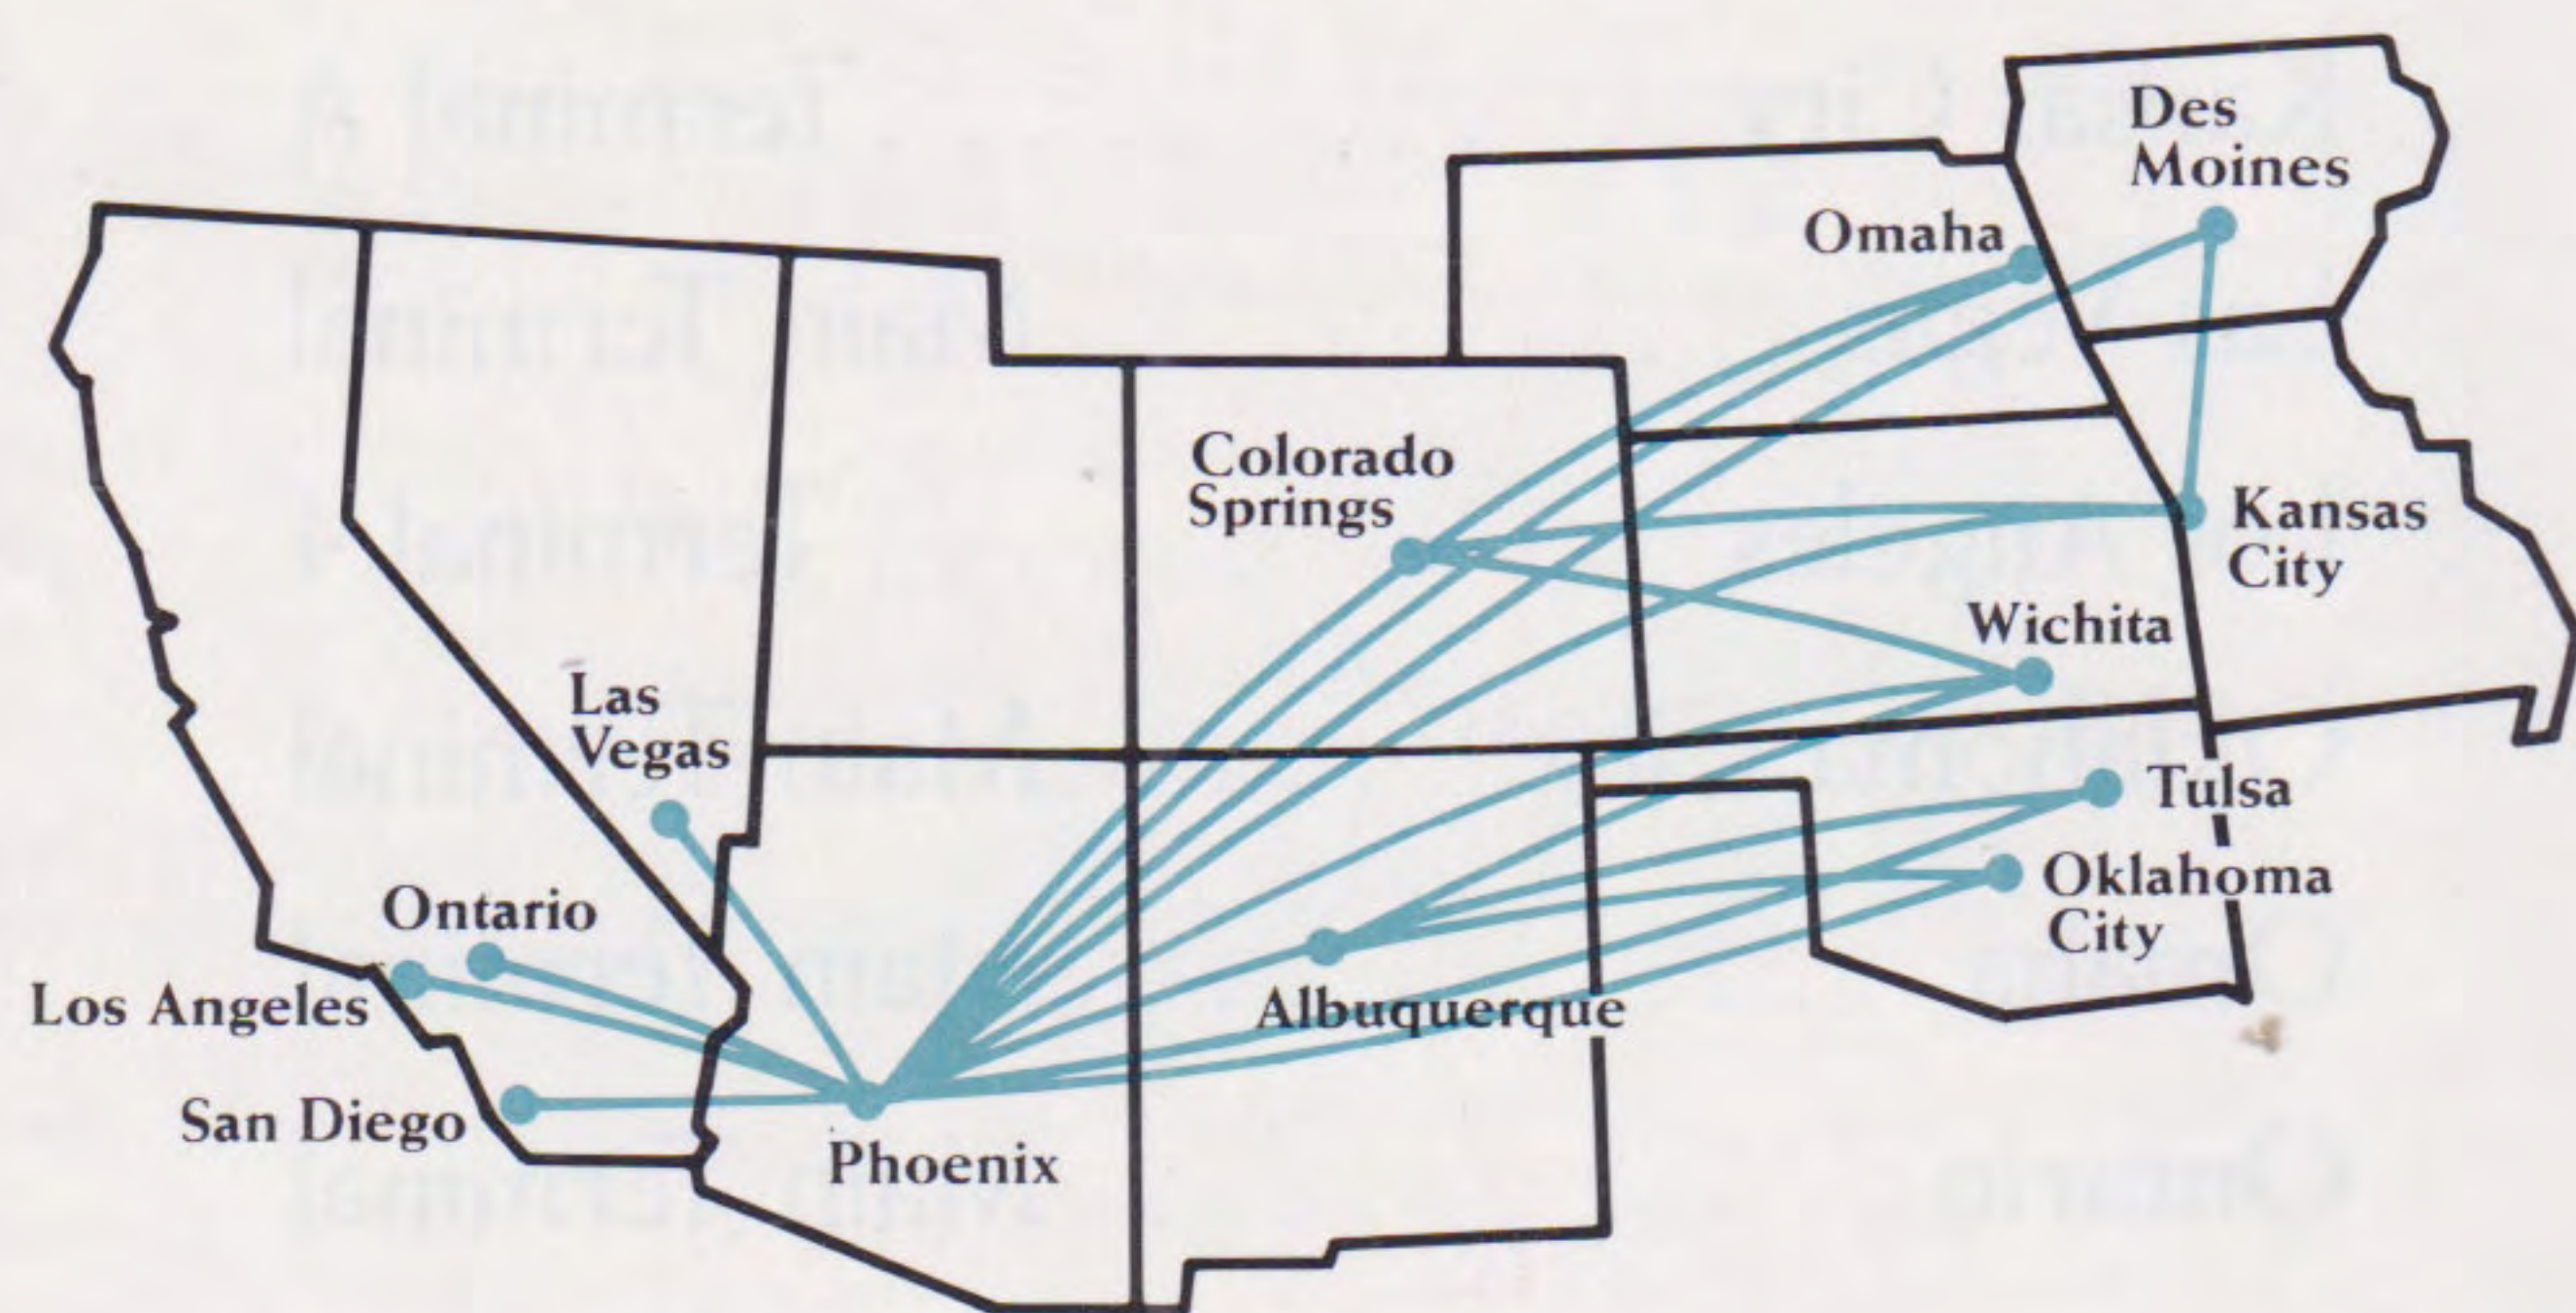 Des
Moines
Omaha
Colorado
Springs
Kansas
City
Wichita
Las
Vegas
Tulsa
Oklahoma
City
Ontario
Los Angeles
Albuquerque
San Diego
Phoenix